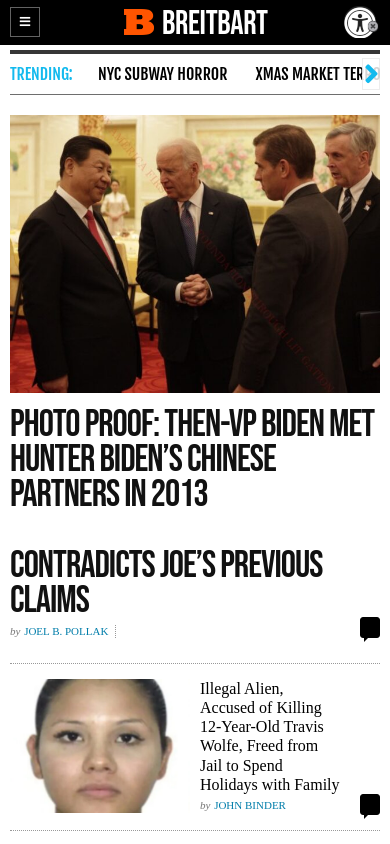 BREITBART
TRENDING: NYC SUBWAY HORROR XMAS MARKET TER
PHOTO PROOF: THEN-VP BIDEN MET
HUNTER BIDEN'S CHINESE
PARTNERS IN 2013
CONTRADICTS JOE'S PREVIOUS
CLAIMS
by JOEL B. POLLAK
Illegal Alien,
Accused of Killing
12-Year-Old Travis
Wolfe, Freed from
Jail to Spend
Holidays with Family
by JOHN BINDER